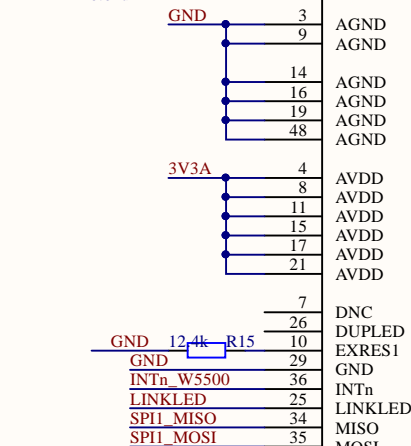 GND 3 AGND
9 AGND
14 AGND
16 AGND
19 AGND
48 AGND
3V3A 4 AVDD
8 AVDD
11 AVDD
15 AVDD
17 AVDD
21 AVDD
7 DNC
26 DUPLED
GND 12.4k R15 10 EXRES1
GND 29 GND
INTn_W5500 36 INTn
LINKLED 25 LINKLED
SPI1_MISO 34 MISO
SPI1_MOSI 35 MOSI